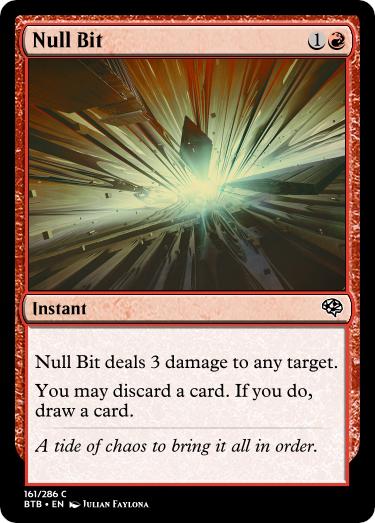 Null Bit 1
Instant
Null Bit deals 3 damage to any target.
You may discard a card. If you do,
draw a card.
A tide of chaos to bring it all in order.
161/286 C
BTB • EN Julian Faylona